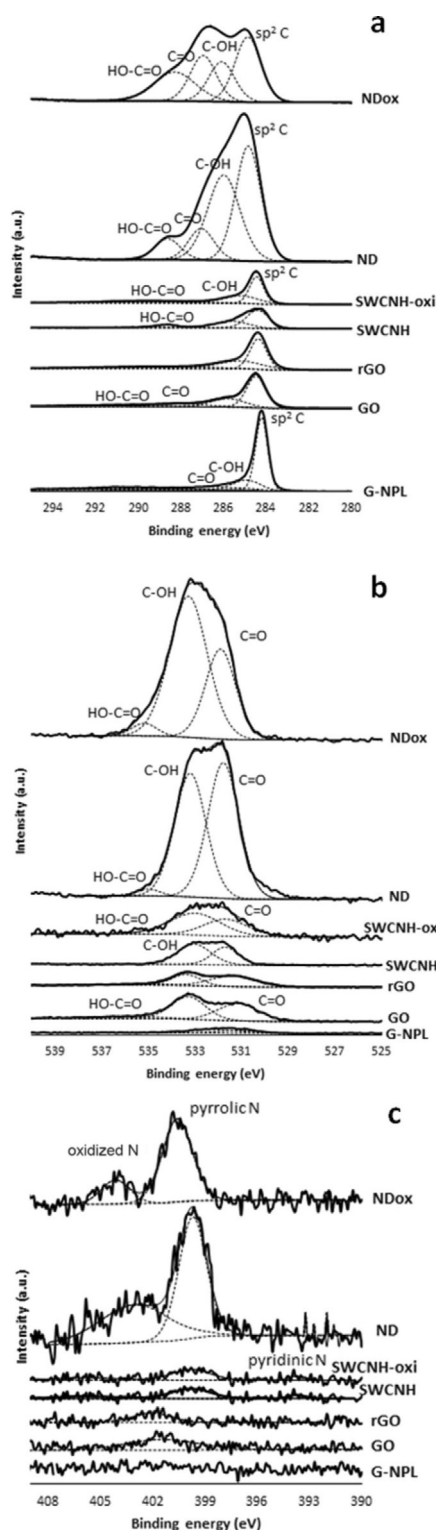 a
sp² C
C-OH
C=O
HO-C=O
NDox
sp² C
C-OH
C=O
HO-C=O
ND
sp² C
C-OH
HO-C=O
SWCNH-oxi
HO-C=O
SWCNH
rGO
HO-C=O C=O
GO
sp² C
C-OH
C=O
G-NPL
294 292 290 288 286 284 282 280
Binding energy (eV)
Intensity (a.u.)
b
C-OH
C=O
HO-C=O
NDox
C-OH
C=O
HO-C=O
ND
HO-C=O C=O
SWCNH-ox
C-OH
SWCNH
rGO
HO-C=O C=O
GO
G-NPL
539 537 535 533 531 529 527 525
Binding energy (eV)
Intensity (a.u.)
c
pyrrolic N
oxidized N
NDox
ND
pyridinic N
SWCNH-oxi
SWCNH
rGO
GO
G-NPL
408 405 402 399 396 393 390
Binding energy (eV)
Intensity (a.u.)